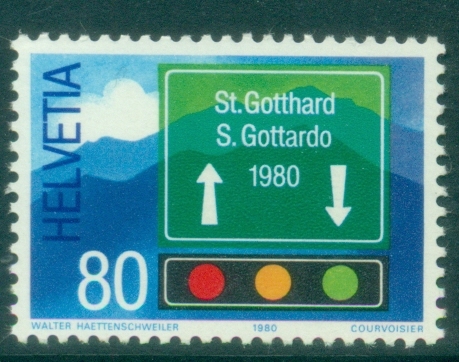 HELVETIA
St. Gotthard
S. Gottardo
1980
80
WALTER HAETTENSCHWEILER 1980 COURVOISIER